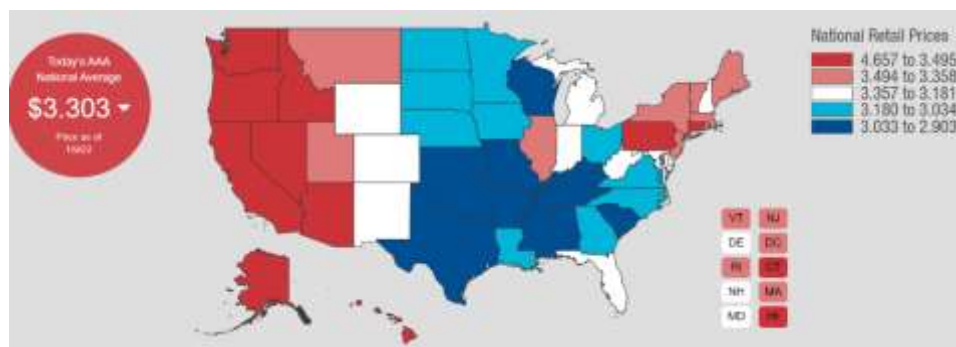 Today's AAA
National Average
$3.303
Price as of
National Retail Prices
4.657 to 3.495
3.494 to 3.358
3.357 to 3.181
3.180 to 3.034
3.033 to 2.903
VT NJ
DE DC
RI CT
NH MA
MD HI